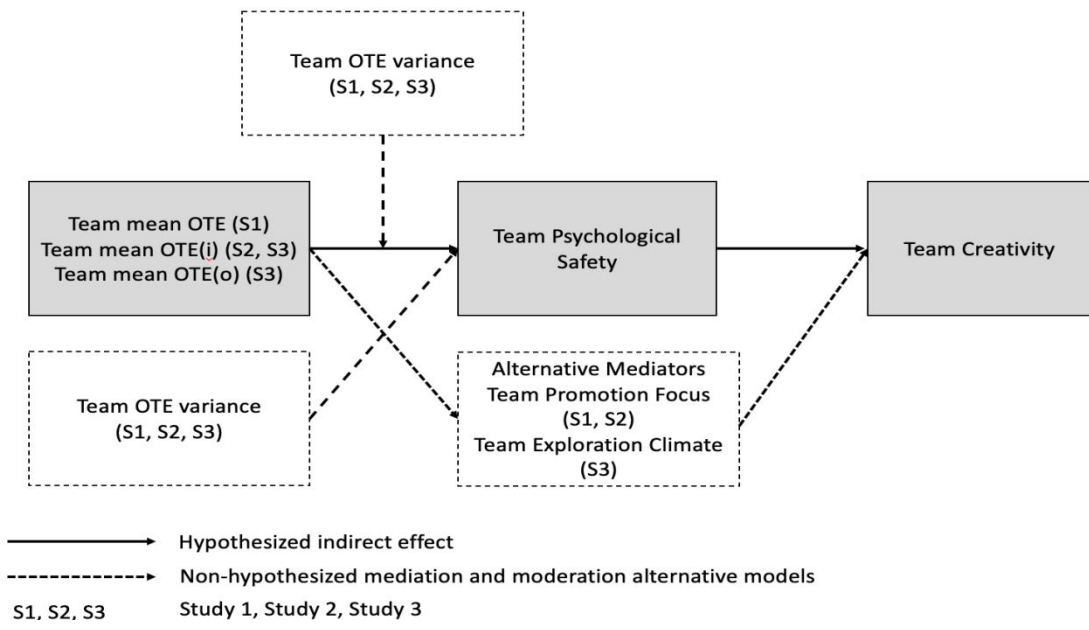 Team OTE variance
(S1, S2, S3)
Team mean OTE (S1)
Team mean OTE(i) (S2, S3)
Team mean OTE(o) (S3)
Team Psychological
Safety
Team Creativity
Team OTE variance
(S1, S2, S3)
Alternative Mediators
Team Promotion Focus
(S1, S2)
Team Exploration Climate
(S3)
Hypothesized indirect effect
Non-hypothesized mediation and moderation alternative models
S1, S2, S3 Study 1, Study 2, Study 3